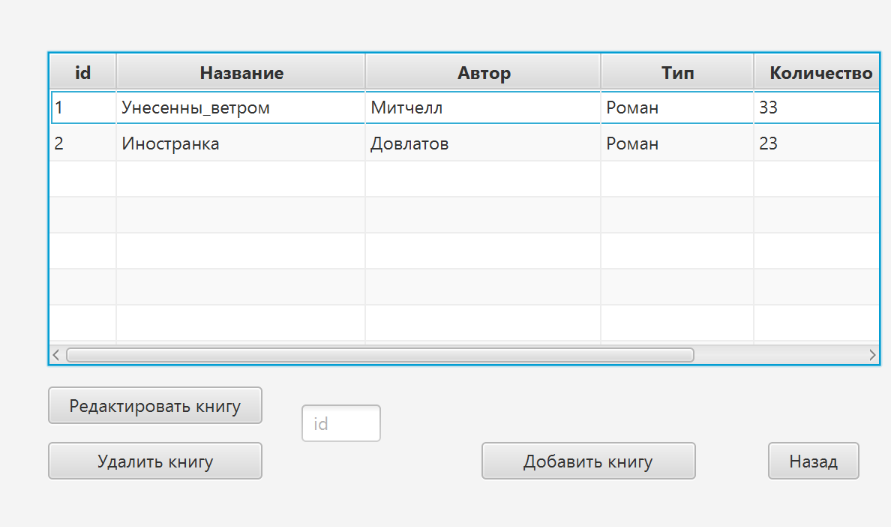 id Название Автор Тип Количество
1 Унесенны_ветром Митчелл Роман 33
2 Иностранка Довлатов Роман 23
Редактировать книгу
id
Удалить книгу Добавить книгу Назад